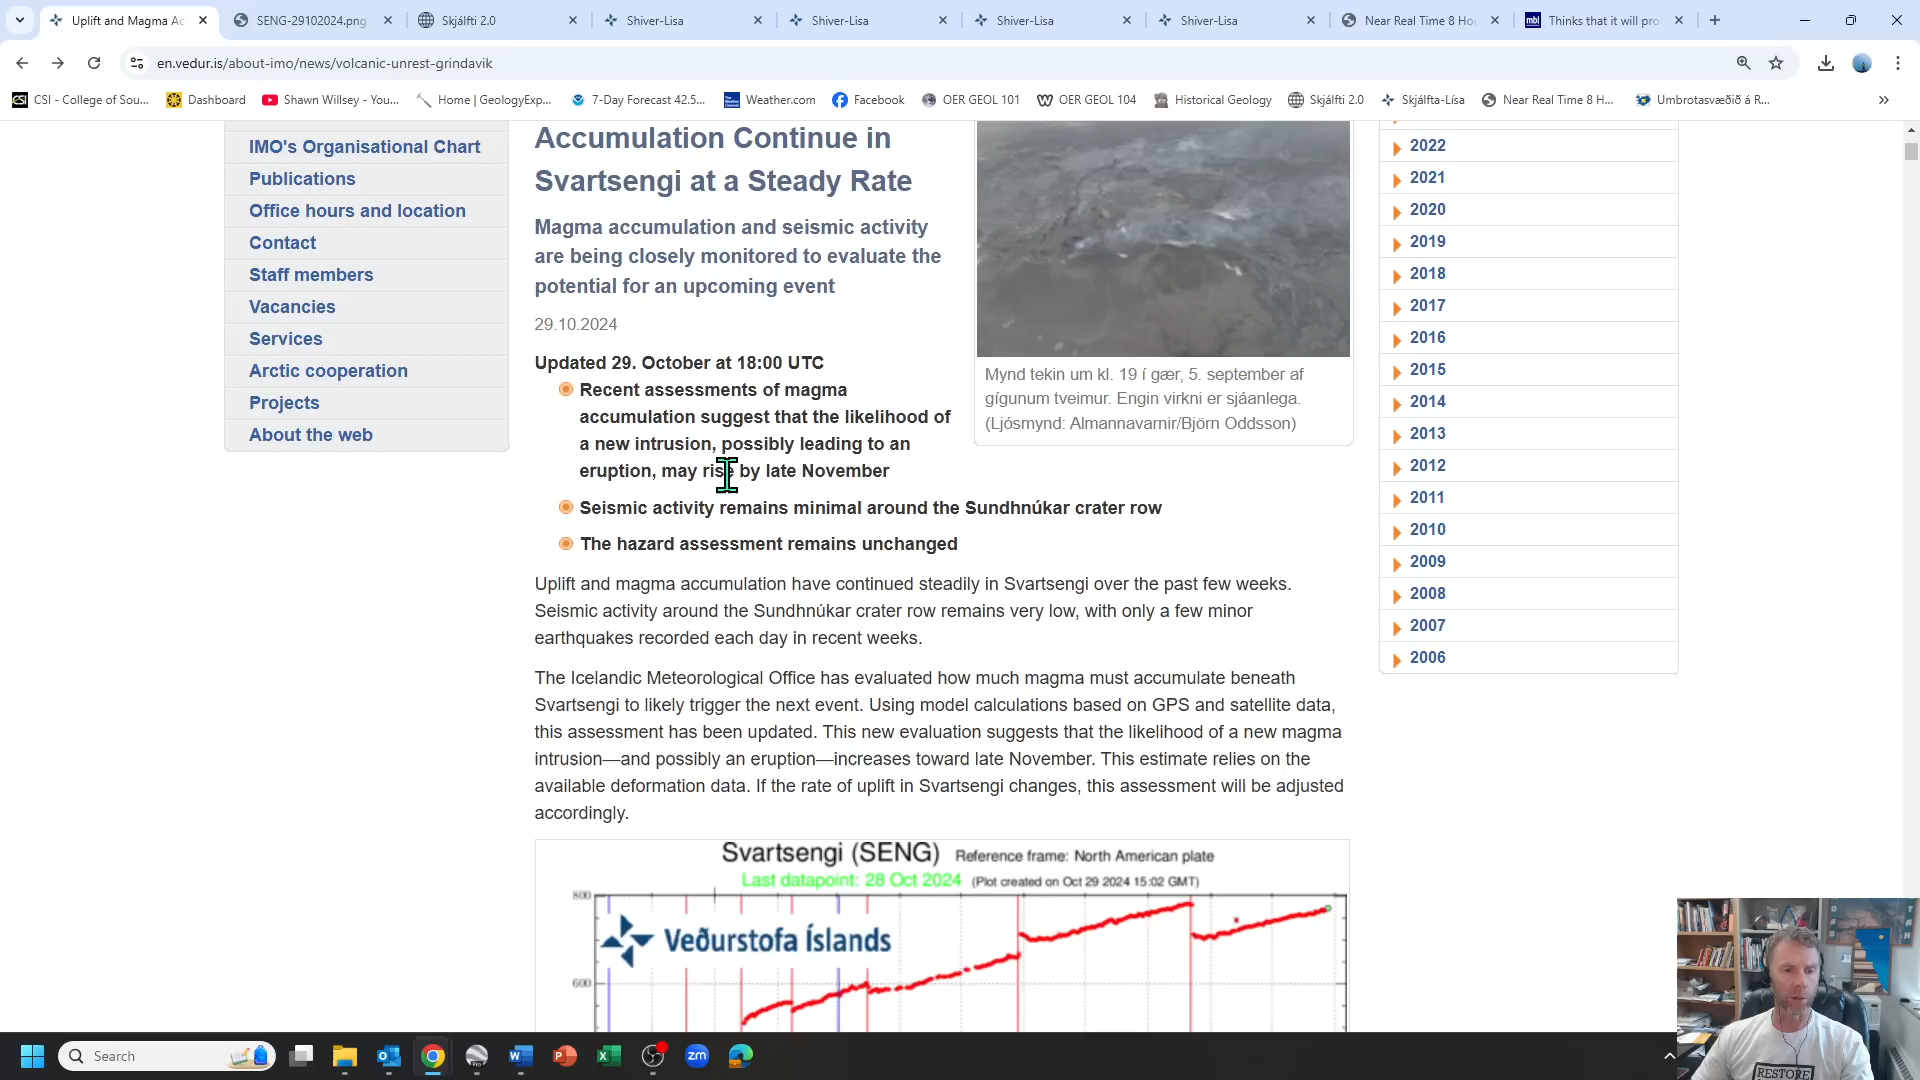 Uplift and Magma Ac
SENG-29102024.png
Skjálfti 2.0
Shiver-Lisa
Shiver-Lisa
Shiver-Lisa
Shiver-Lisa
Near Real Time 8 Ho
mbl
Thinks that it will pro
en.vedur.is/about-imo/news/volcanic-unrest-grindavik
CSI
CSI - College of Sou...
Dashboard
Shawn Willsey - You...
Home | GeologyExp...
7-Day Forecast 42.5...
Weather.com
Facebook
OER GEOL 101
OER GEOL 104
Historical Geology
Skjálfti 2.0
Skjálfta-Lísa
Near Real Time 8 H...
Umbrotasvæðið á R...
IMO's Organisational Chart
Publications
Office hours and location
Contact
Staff members
Vacancies
Services
Arctic cooperation
Projects
About the web
Accumulation Continue in
Svartsengi at a Steady Rate
Magma accumulation and seismic activity
are being closely monitored to evaluate the
potential for an upcoming event
29.10.2024
Updated 29. October at 18:00 UTC
Recent assessments of magma
accumulation suggest that the likelihood of
a new intrusion, possibly leading to an
eruption, may rise by late November
Seismic activity remains minimal around the Sundhnúkar crater row
The hazard assessment remains unchanged
Mynd tekin um kl. 19 í gær, 5. september af
gígunum tveimur. Engin virkni er sjáanlega.
(Ljósmynd: Almannavarnir/Björn Oddsson)
Uplift and magma accumulation have continued steadily in Svartsengi over the past few weeks.
Seismic activity around the Sundhnúkar crater row remains very low, with only a few minor
earthquakes recorded each day in recent weeks.
The Icelandic Meteorological Office has evaluated how much magma must accumulate beneath
Svartsengi to likely trigger the next event. Using model calculations based on GPS and satellite data,
this assessment has been updated. This new evaluation suggests that the likelihood of a new magma
intrusion—and possibly an eruption—increases toward late November. This estimate relies on the
available deformation data. If the rate of uplift in Svartsengi changes, this assessment will be adjusted
accordingly.
Svartsengi (SENG) Reference frame: North American plate
Last datapoint: 28 Oct 2024 (Plot created on Oct 29 2024 15:02 GMT)
800
Veðurstofa Íslands
600
2022
2021
2020
2019
2018
2017
2016
2015
2014
2013
2012
2011
2010
2009
2008
2007
2006
Search
zm
RESTORE